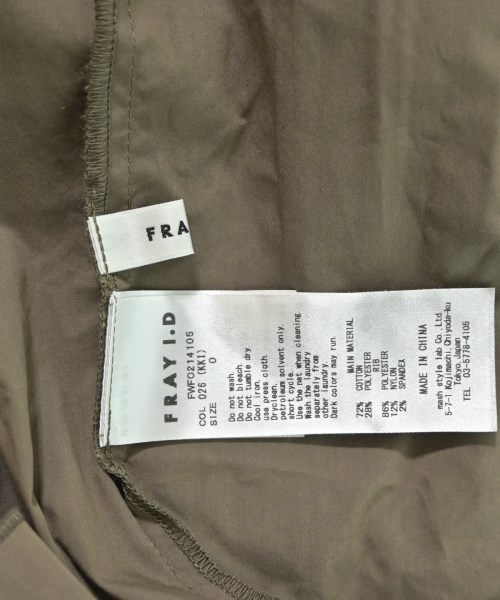 FRA
FRAY I.D
FWFO214105
COL 026 (KKI)
SIZE 0
Do not wash.
Do not bleach.
Do not tumble dry.
Cool iron.
use press cloth
Dryclean.
petroleum solvent only.
short cycle.
Use the net when cleaning.
Wash the laundry
separately from
other laundry.
Dark colors may run.
MAIN MATERIAL
72% COTTON
28% POLYESTER
RIB
86% POLYESTER
12% NYLON
2% SPANDEX
MADE IN CHINA
mash style lab Co., Ltd.
5-7-1 Kojimachi, Chiyoda-ku
Tokyo, Japan
TEL 03-5778-4105